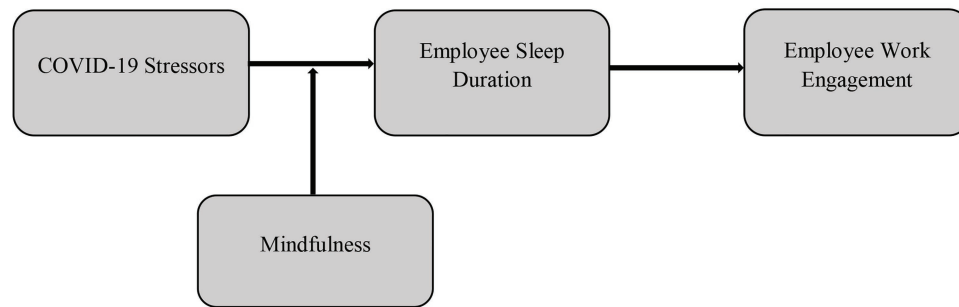 COVID-19 Stressors
Employee Sleep
Duration
Employee Work
Engagement
Mindfulness